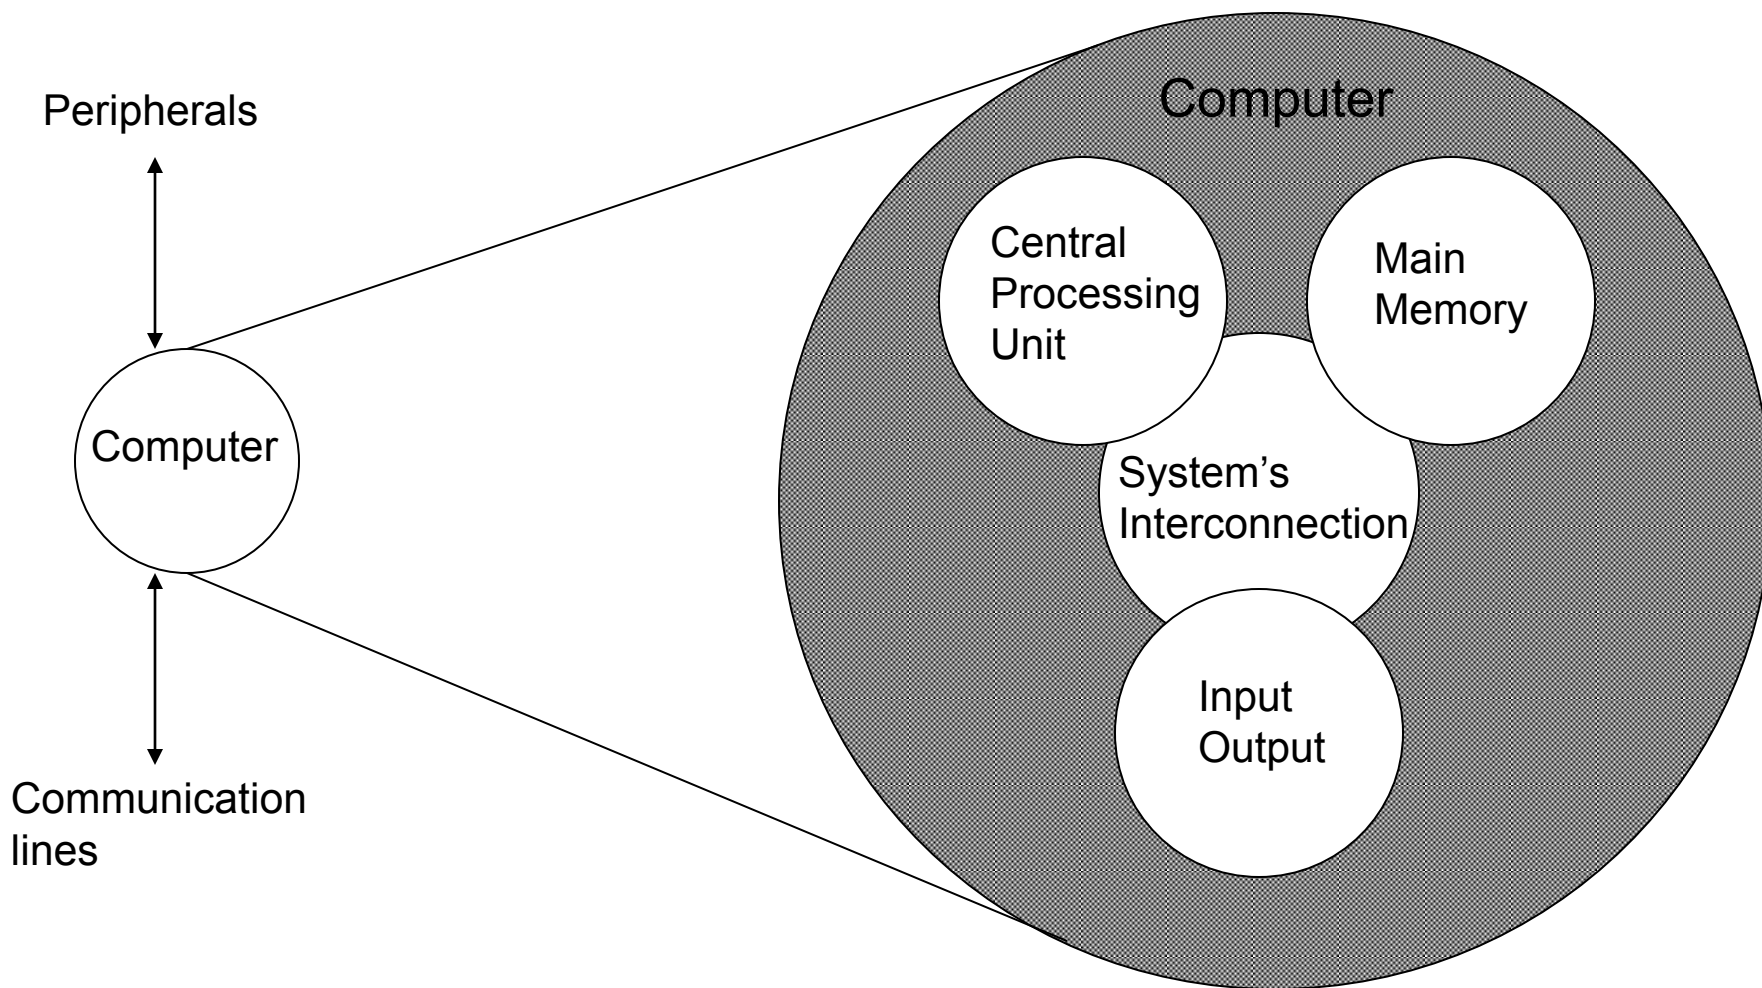 Peripherals
Computer
Communication
lines
Computer
Central
Processing
Unit
Main
Memory
System’s
Interconnection
Input
Output